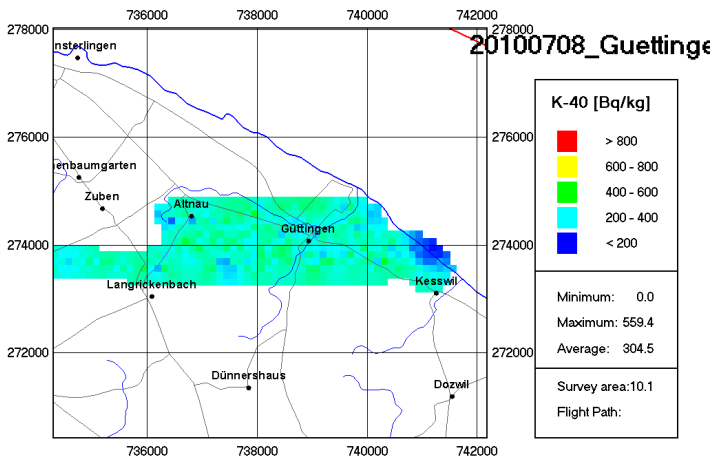 736000 738000 740000 742000
278000 278000
20100708_Guettinge
nsterlingen
K-40 [Bq/kg]
> 800
276000 276000
600 - 800
enbaumgarten
400 - 600
Zuben
Altnau
200 - 400
Güttingen
274000 274000
< 200
Langrickenbach
Kesswil
Minimum: 0.0
Maximum: 559.4
272000 272000
Average: 304.5
Dünnershaus
Dozwil
Survey area:10.1
Flight Path:
736000 738000 740000 742000